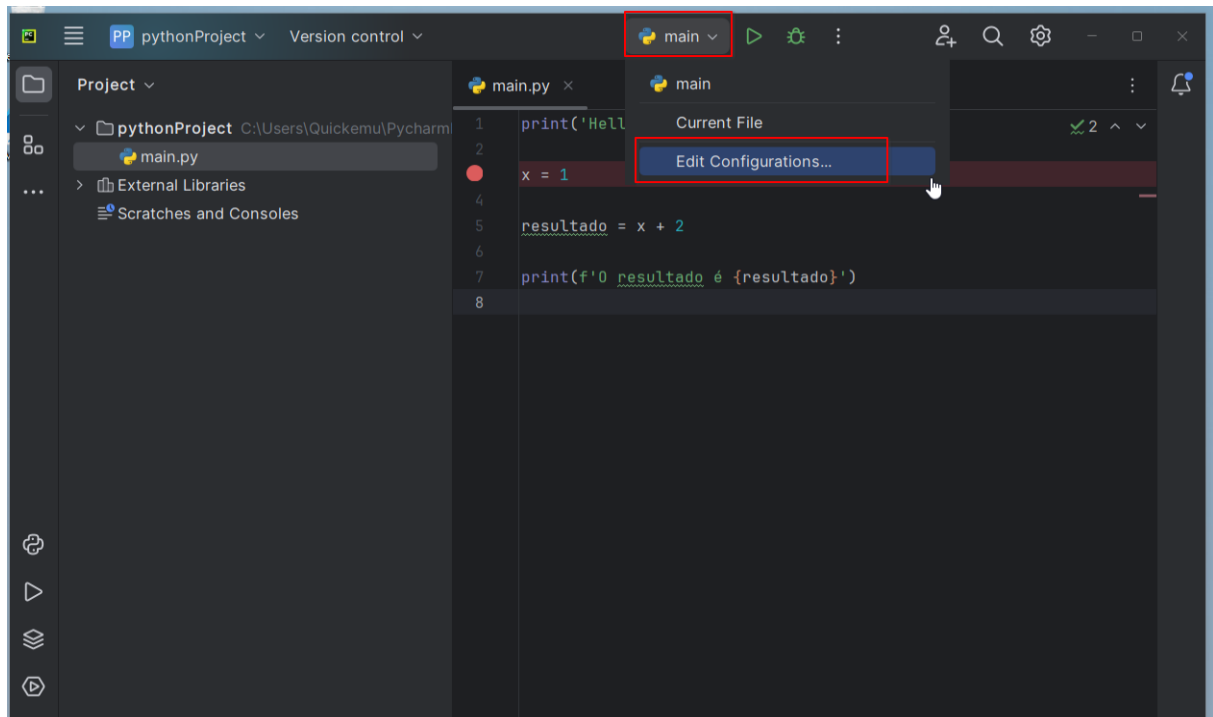 PC PP pythonProject Version control main
Project
main.py
main
Current File
Edit Configurations...
pythonProject C:\Users\Quickemu\Pycharm
main.py
External Libraries
Scratches and Consoles
1 print('Hell
2
x = 1
4
5 resultado = x + 2
6
7 print(f'O resultado é {resultado}')
8
2